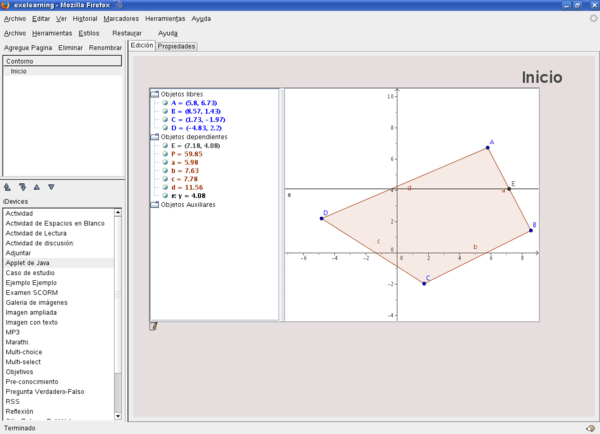 exelearning - Mozilla Firefox
Archivo Editar Ver Historial Marcadores Herramientas Ayuda
Archivo Herramientas Estilos Restaurar Ayuda
Agregue Pagina Eliminar Renombrar
Contorno
Inicio
iDevices
Actividad
Actividad de Espacios en Blanco
Actividad de Lectura
Actividad de discusión
Adjuntar
Applet de Java
Caso de estudio
Ejemplo Ejemplo
Examen SCORM
Galeria de imágenes
Imagen ampliada
Imagen con texto
MP3
Marathi
Multi-choice
Multi-select
Objetivos
Pre-conocimiento
Pregunta Verdadero-Falso
RSS
Reflexión
Edición Propiedades
Inicio
Objetos libres
A = (5.8, 6.73)
B = (8.57, 1.43)
C = (1.73, -1.97)
D = (-4.83, 2.2)
Objetos dependientes
E = (7.18, 4.08)
P = 59.85
a = 5.98
b = 7.63
c = 7.78
d = 11.56
e: y = 4.08
Objetos Auxiliares
10
8
A
6
d
4
a
E
e
D
2
B
c
b
-6
-4
-2
0
0
2
4
6
8
C
-2
-4
Terminado